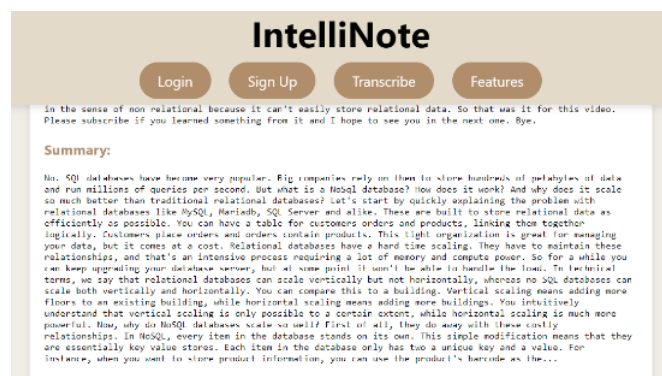 IntelliNote
Login Sign Up Transcribe Features
in the sense of non relational because it can't easily store relational data. So that was it for this video.
Please subscribe if you learned something from it and I hope to see you in the next one. Bye.
Summary:
No. SQL databases have become very popular. Big companies rely on them to store hundreds of petabytes of data
and run millions of queries per second. But what is a NoSql database? How does it work? And why does it scale
so much better than traditional relational databases? Let's start by quickly explaining the problem with
relational databases like MySQL, Mariadb, SQL Server and alike. These are built to store relational data as
efficiently as possible. You can have a table for customers orders and products, linking them together
logically. Customers place orders and orders contain products. This tight organization is great for managing
your data, but it comes at a cost. Relational databases have a hard time scaling. They have to maintain these
relationships, and that's an intensive process requiring a lot of memory and compute power. So for a while you
can keep upgrading your database server, but at some point it won't be able to handle the load. In technical
terms, we say that relational databases can scale vertically but not horizontally, whereas no SQL databases can
scale both vertically and horizontally. You can compare this to a building. Vertical scaling means adding more
floors to an existing building, while horizontal scaling means adding more buildings. You intuitively
understand that vertical scaling is only possible to a certain extent, while horizontal scaling is much more
powerful. Now, why do NoSQL databases scale so well? First of all, they do away with these costly
relationships. In NoSQL, every item in the database stands on its own. This simple modification means that they
are essentially key value stores. Each item in the database only has two a unique key and a value. For
instance, when you want to store product information, you can use the product's barcode as the...